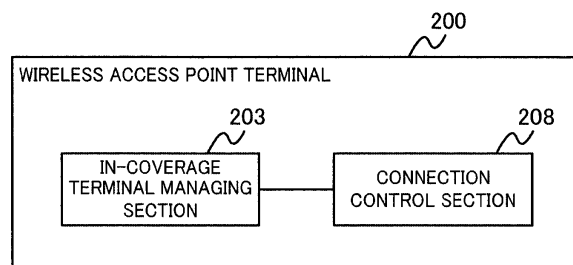 200
WIRELESS ACCESS POINT TERMINAL
203
208
IN-COVERAGE
TERMINAL MANAGING
SECTION
CONNECTION
CONTROL SECTION